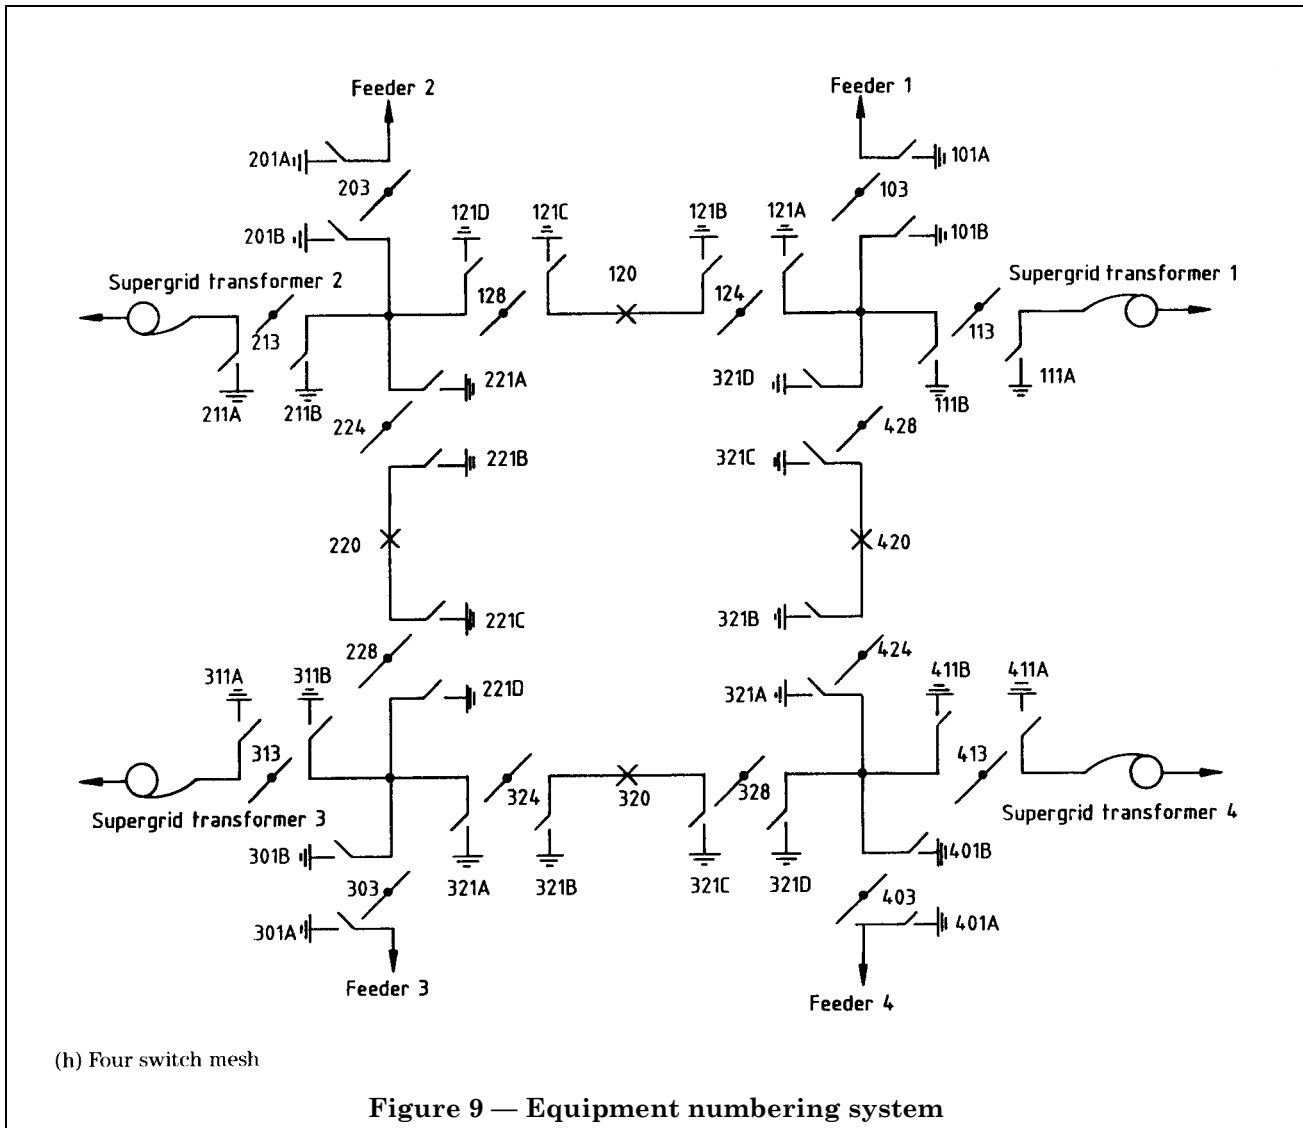 Feeder 2
Feeder 1
201A
101A
203
103
121D
121C
121B
121A
201B
101B
Supergrid transformer 2
120
Supergrid transformer 1
128
124
213
113
211A
211B
221A
321D
111B
111A
224
428
221B
321C
220
420
221C
321B
228
424
311A
311B
221D
321A
411B
411A
313
413
324
320
328
Supergrid transformer 3
Supergrid transformer 4
301B
401B
303
321A
321B
321C
321D
403
301A
401A
Feeder 3
Feeder 4
(h) Four switch mesh
Figure 9 — Equipment numbering system